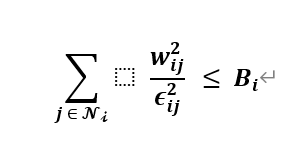 ∑_{j ∈ 𝒩_i} ⬚ w_{ij}^2 / ϵ_{ij}^2 ≤ B_i ↵